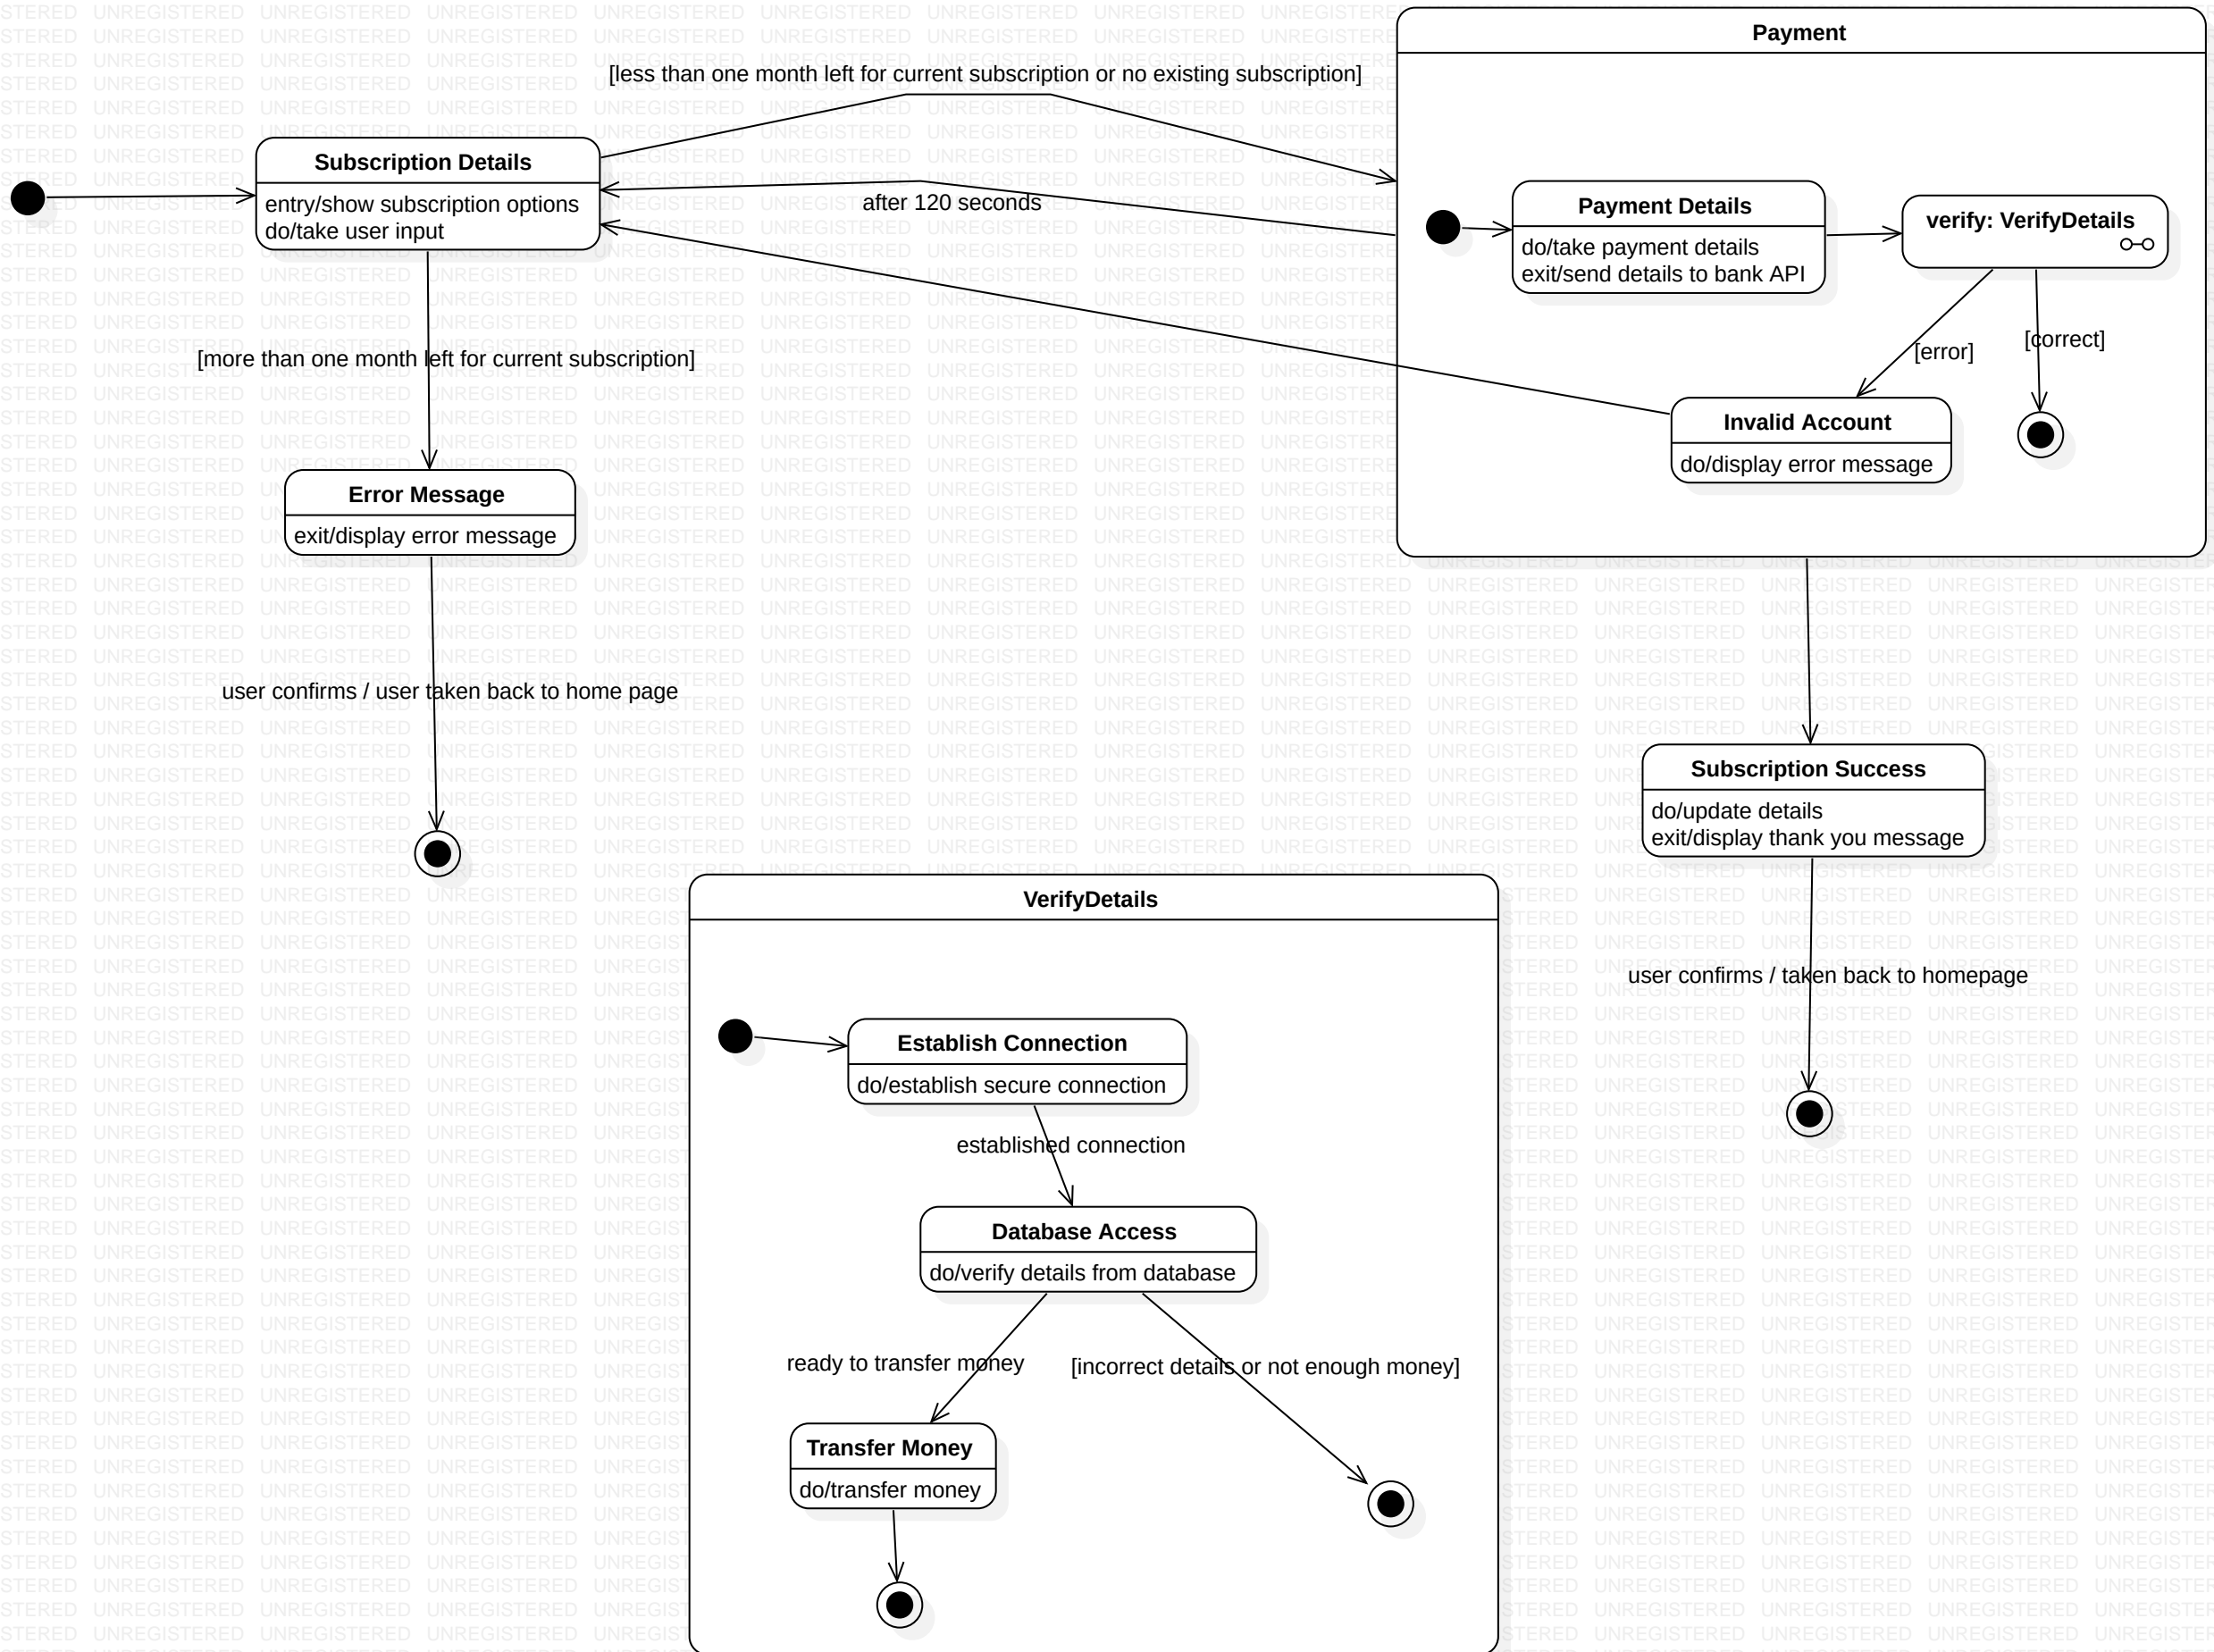 Payment
[less than one month left for current subscription or no existing subscription]
Subscription Details
entry/show subscription options
do/take user input
after 120 seconds
Payment Details
do/take payment details
exit/send details to bank API
verify: VerifyDetails
[more than one month left for current subscription]
[error]
[correct]
Invalid Account
do/display error message
Error Message
exit/display error message
user confirms / user taken back to home page
Subscription Success
do/update details
exit/display thank you message
user confirms / taken back to homepage
VerifyDetails
Establish Connection
do/establish secure connection
established connection
Database Access
do/verify details from database
ready to transfer money
[incorrect details or not enough money]
Transfer Money
do/transfer money
UNREGISTERED